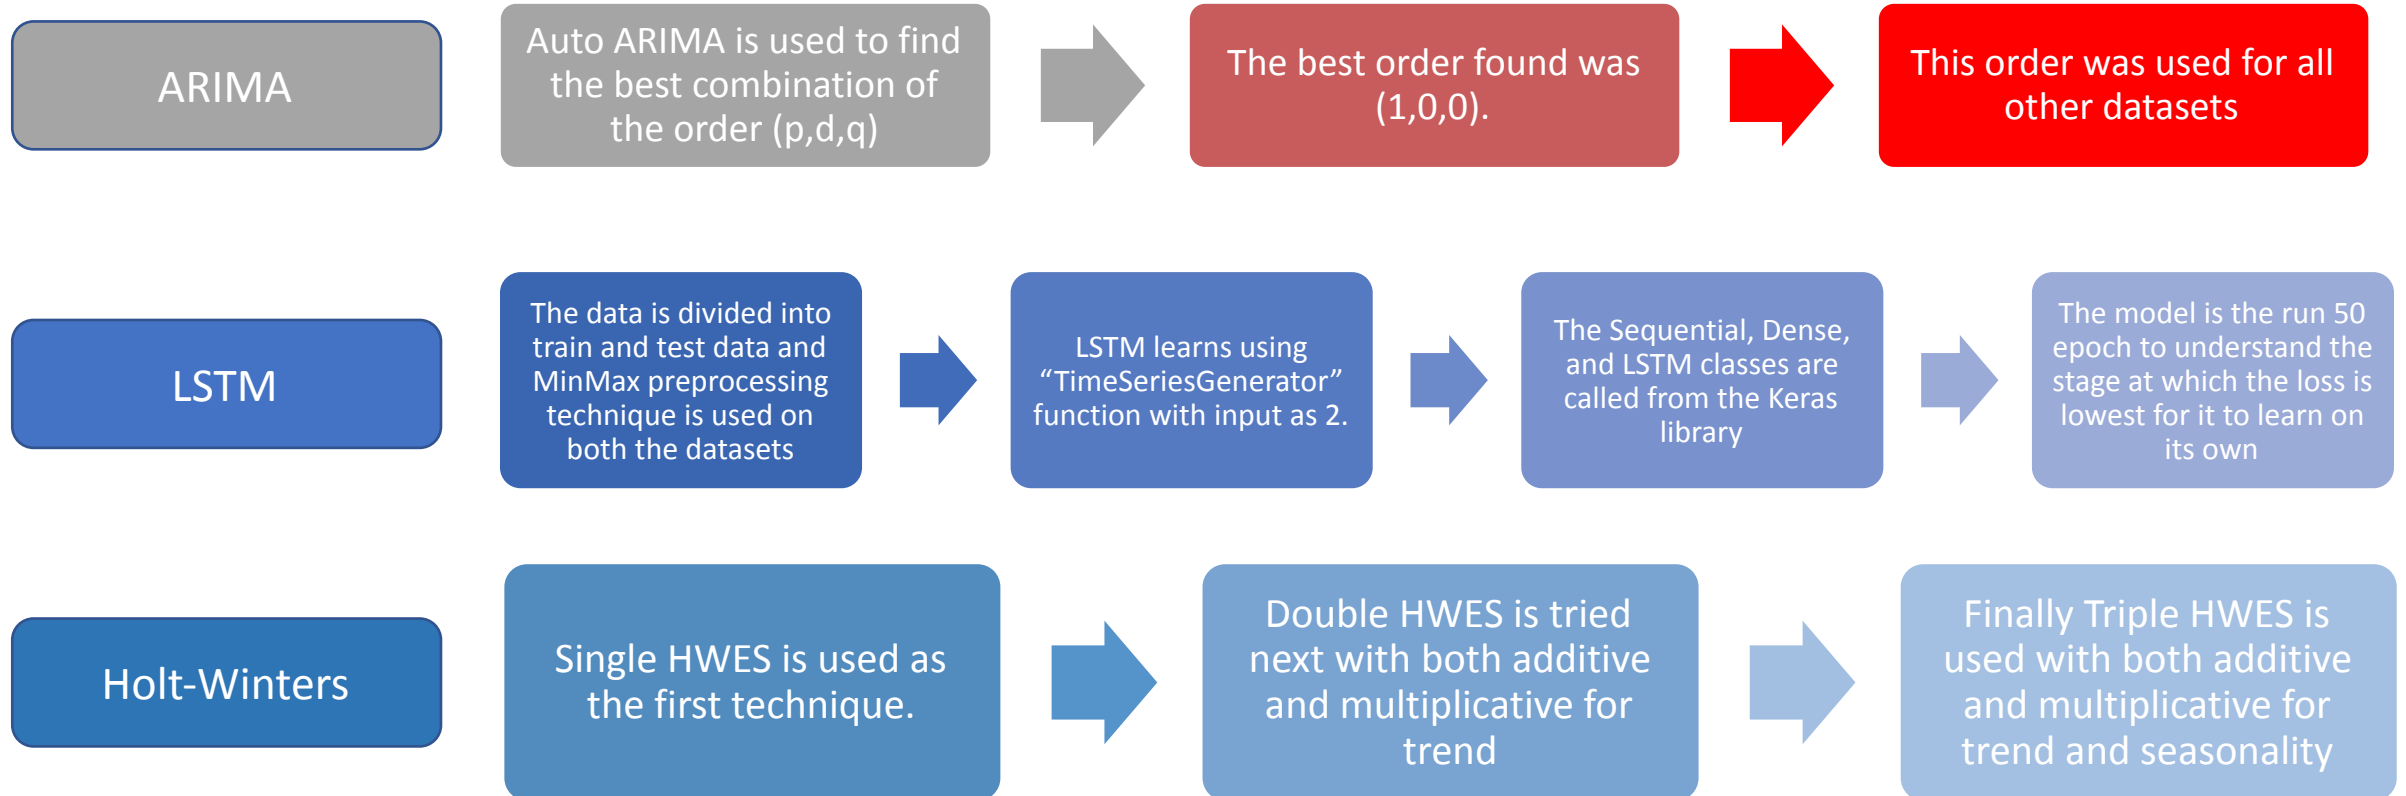 ARIMA
Auto ARIMA is used to find
the best combination of
the order (p,d,q)
The best order found was
(1,0,0).
This order was used for all
other datasets
LSTM
The data is divided into
train and test data and
MinMax preprocessing
technique is used on
both the datasets
LSTM learns using
“TimeSeriesGenerator”
function with input as 2.
The Sequential, Dense,
and LSTM classes are
called from the Keras
library
The model is the run 50
epoch to understand the
stage at which the loss is
lowest for it to learn on
its own
Holt-Winters
Single HWES is used as
the first technique.
Double HWES is tried
next with both additive
and multiplicative for
trend
Finally Triple HWES is
used with both additive
and multiplicative for
trend and seasonality